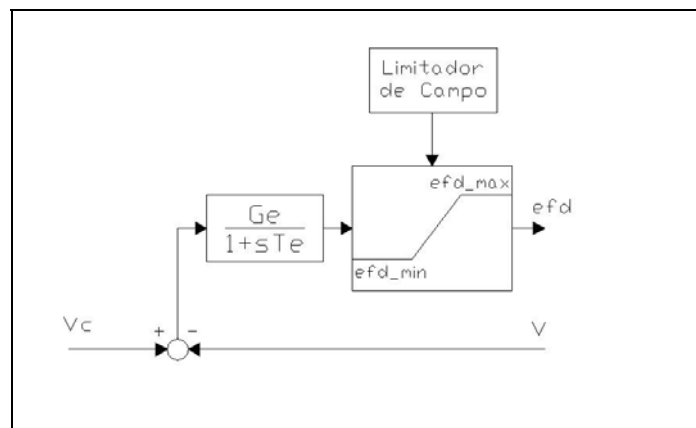 Limitador
de Campo
efd_max
efd
Ge
1+sTe
efd_min
Vc
+
-
V